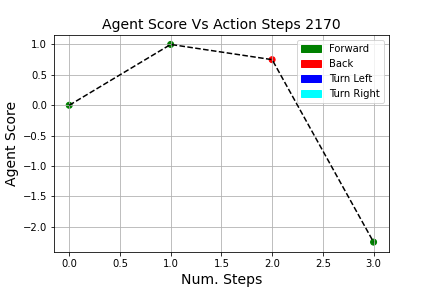 Agent Score Vs Action Steps 2170
Agent Score
1.0
0.5
0.0
−0.5
−1.0
−1.5
−2.0
Forward
Back
Turn Left
Turn Right
0.0 0.5 1.0 1.5 2.0 2.5 3.0
Num. Steps